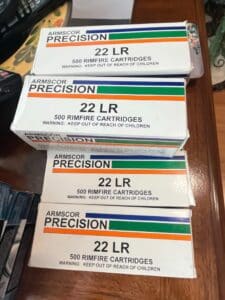 ARMSCOR
PRECISION
22 LR
500 RIMFIRE CARTRIDGES
WARNING: KEEP OUT OF REACH OF CHILDREN
ARMSCOR
PRECISION
22 LR
500 RIMFIRE CARTRIDGES
WARNING: KEEP OUT OF REACH OF CHILDREN
PRECISION
ARMSCOR
PRECISION
22 LR
500 RIMFIRE CARTRIDGES
WARNING: KEEP OUT OF REACH OF CHILDREN
ARMSCOR
PRECISION
22 LR
500 RIMFIRE CARTRIDGES
WARNING: KEEP OUT OF REACH OF CHILDREN